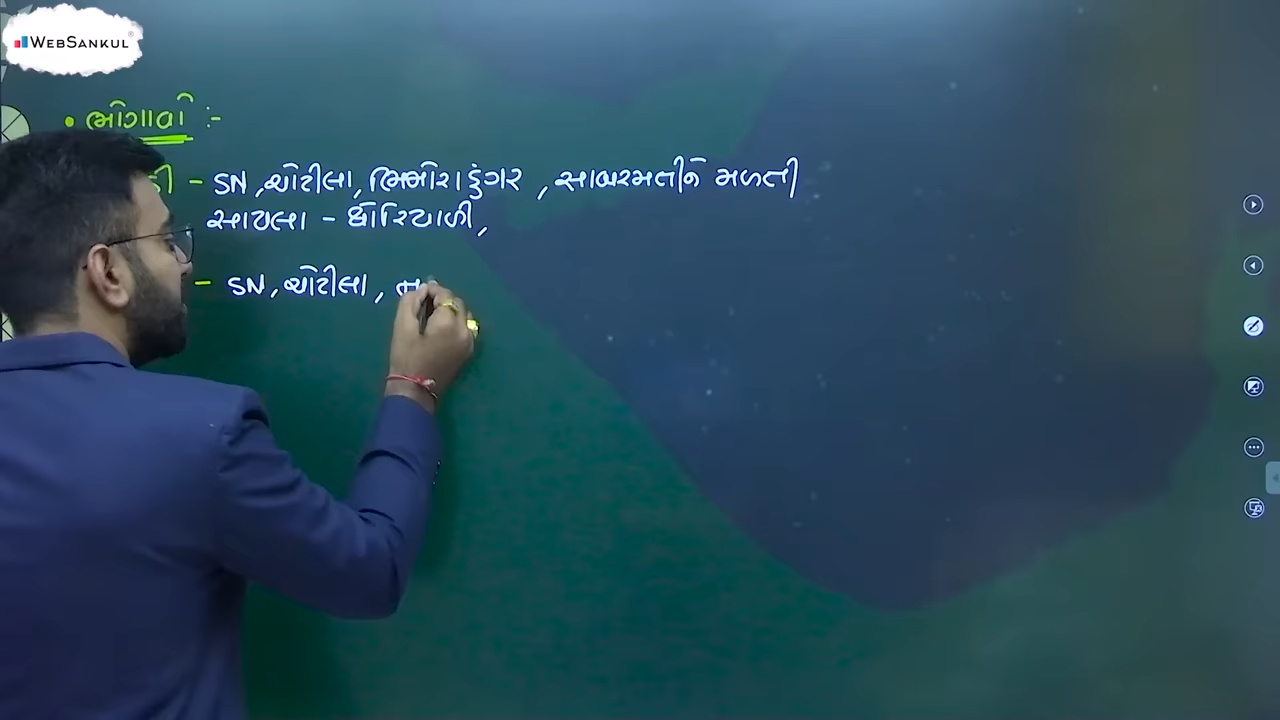 WEBSANKUL
• ભોગાવો :-
- SN, ચોટીલા, ભિમોરા ડુંગર, સાબરમતીને મળતી
સાયલા - ધોરિયાળી,
- SN, ચોટીલા,